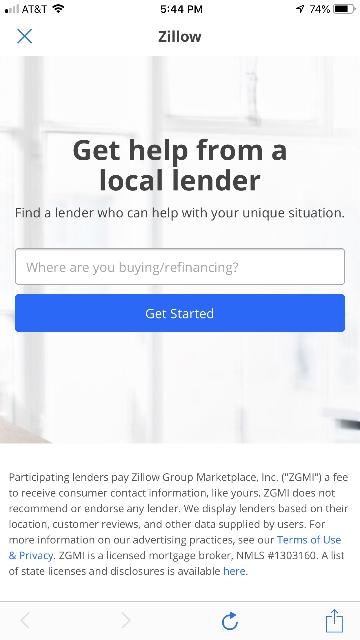 AT&T 5:44 PM 74%
Zillow
Get help from a
local lender
Find a lender who can help with your unique situation.
Where are you buying/refinancing?
Get Started
Participating lenders pay Zillow Group Marketplace, Inc. ("ZGMI") a fee
to receive consumer contact information, like yours. ZGMI does not
recommend or endorse any lender. We display lenders based on their
location, customer reviews, and other data supplied by users. For
more information on our advertising practices, see our Terms of Use
& Privacy. ZGMI is a licensed mortgage broker, NMLS #1303160. A list
of state licenses and disclosures is available here.